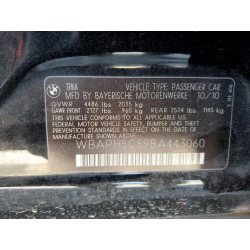 328i VEHICLE TYPE: PASSENGER CAR
MFD BY BAYERISCHE MOTORENWERKE 10/10
GVWR 4486 lbs 2035 kg
GAWR FRONT 2127 lbs 965 kg REAR 2524 lbs 1145 kg
THIS VEHICLE CONFORMS TO ALL APPLICABLE
FEDERAL MOTOR VEHICLE SAFETY, BUMPER AND THEFT PREVENTION
STANDARDS IN EFFECT ON THE DATE OF MANUFACTURE SHOWN
ABOVE.